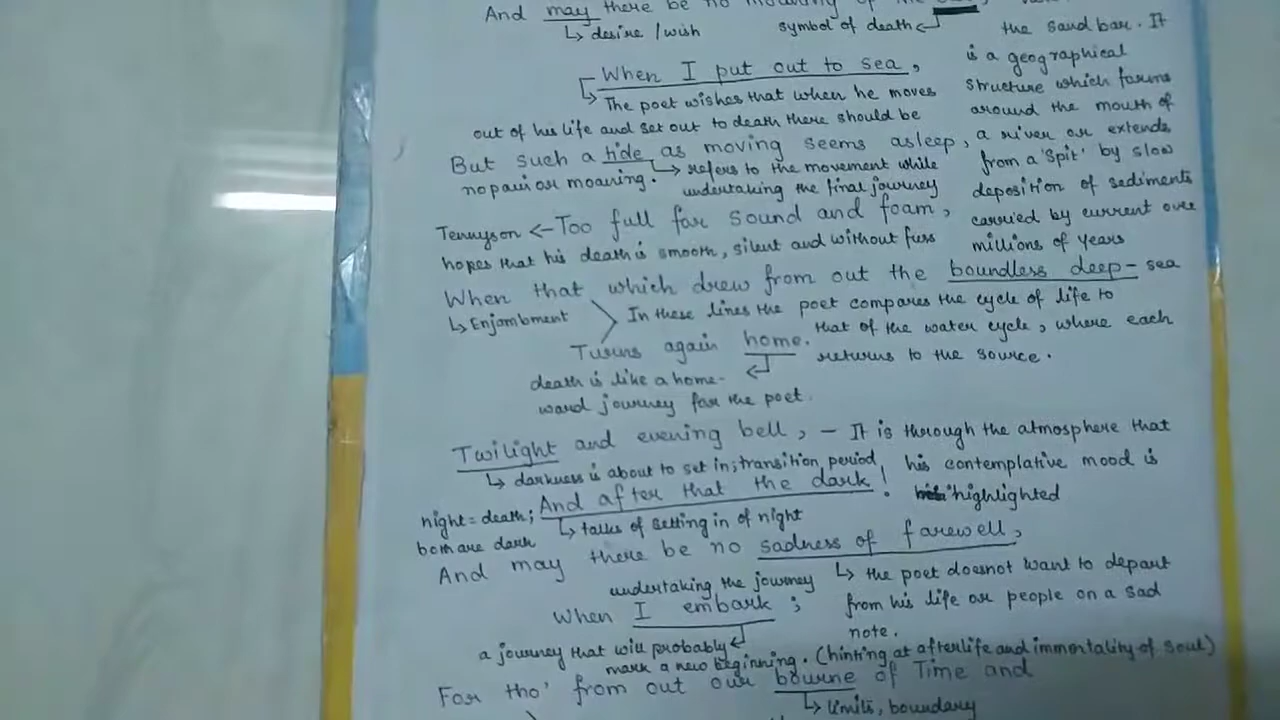 And may there be no moaning of the
↳ desire / wish symbol of death ↲
the sand bar. It
is a geographical
structure which forms
around the mouth of
a river or extends
from a 'spit' by slow
deposition of sediments
carried by current over
millions of years
When I put out to sea,
↳ The poet wishes that when he moves
out of his life and set out to death there should be
no pain or moaning.
But such a tide as moving seems asleep,
↳ refers to the movement while
undertaking the final journey
Too full for sound and foam,
Tennyson ←
hopes that his death is smooth, silent and without fuss
When that which drew from out the boundless deep - sea
↳ Enjambment
In these lines the poet compares the cycle of life to
that of the water cycle, where each
returns to the source.
Turns again home.
death is like a home-
ward journey for the poet.
Twilight and evening bell, - It is through the atmosphere that
his contemplative mood is
highlighted
↳ darkness is about to set in; transition period
And after that the dark!
night = death;
both are dark
↳ talks of setting in of night
And may there be no sadness of farewell,
↳ the poet doesnot want to depart
from his life or people on a sad
note.
undertaking the journey
When I embark ;
a journey that will probably ↲
mark a new beginning. (hinting at afterlife and immortality of soul)
For tho' from out our bourne of Time and
↳ limits, boundary